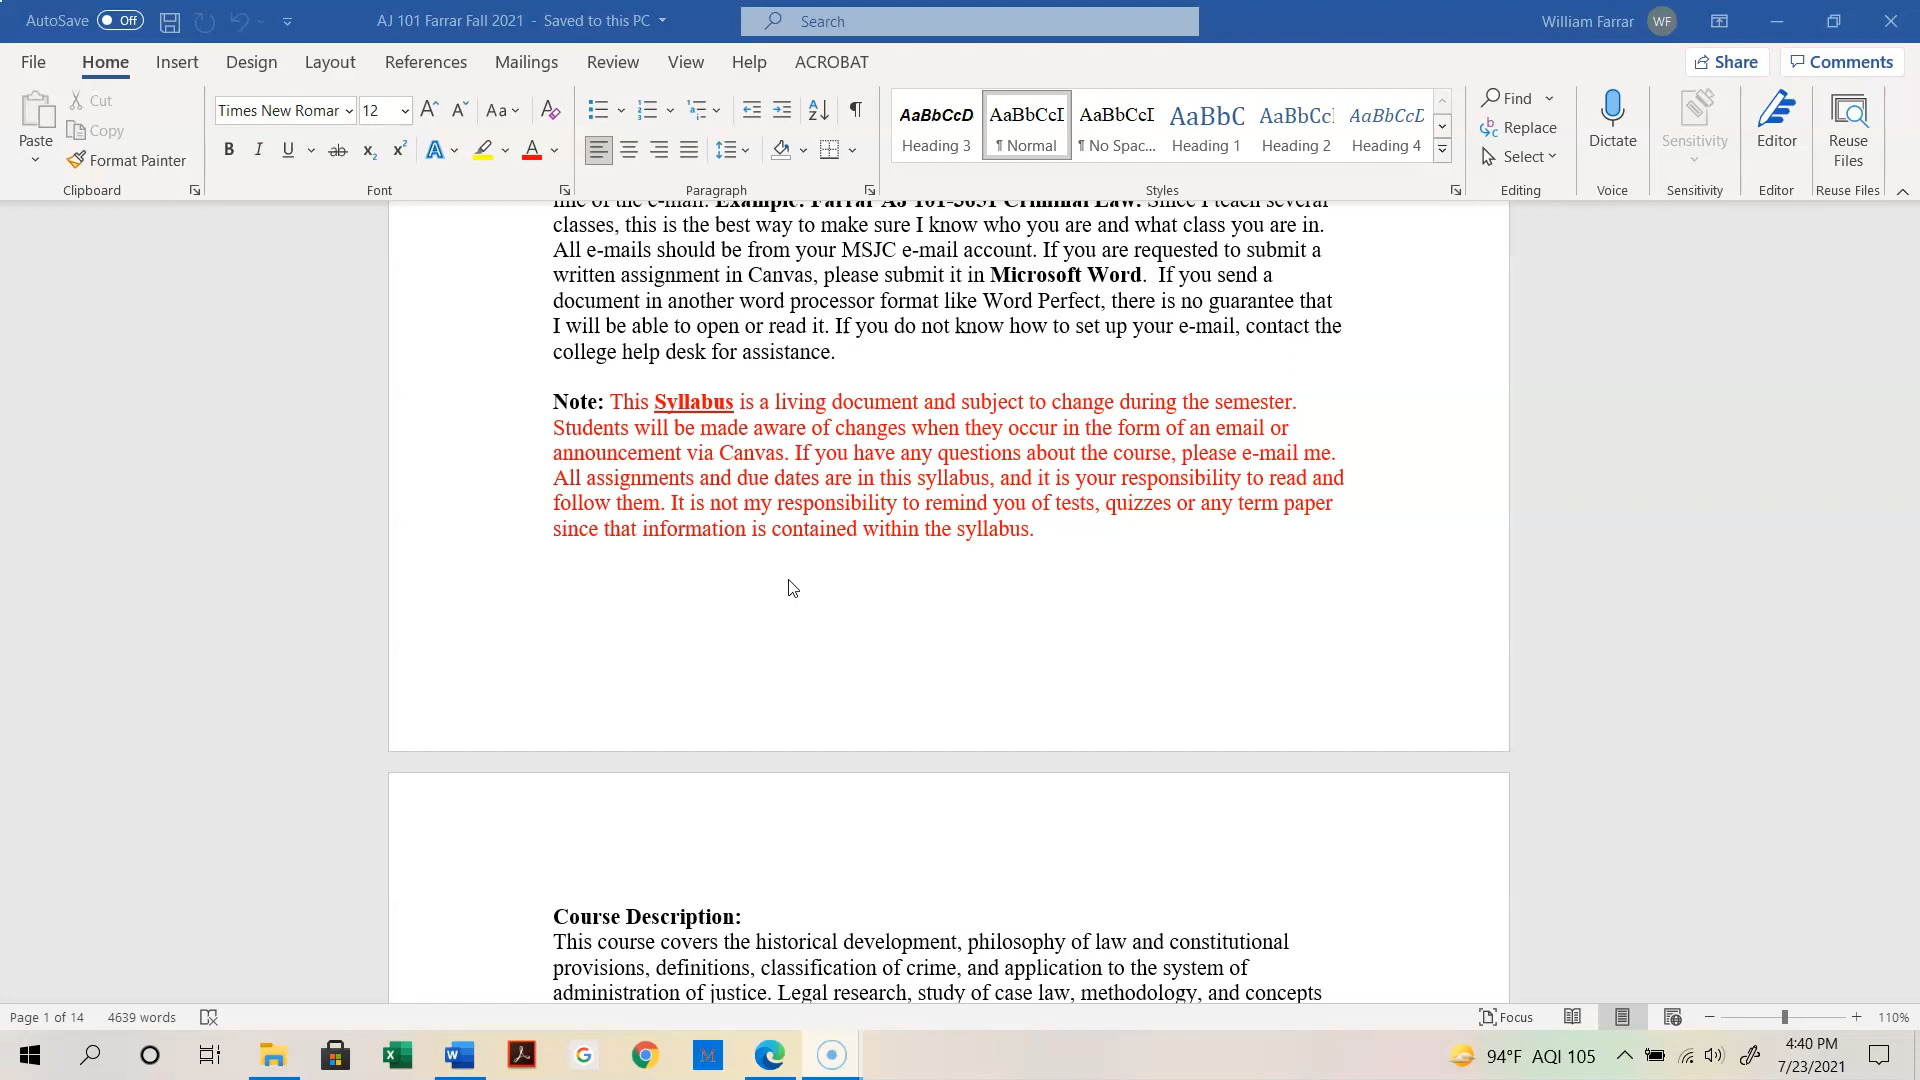 AutoSave Off AJ 101 Farrar Fall 2021 - Saved to this PC Search William Farrar WF
File Home Insert Design Layout References Mailings Review View Help ACROBAT Share Comments
Paste Cut Copy Format Painter Clipboard
Times New Romar 12 Aa Font
Paragraph
AaBbCcD Heading 3
AaBbCcI ¶ Normal
AaBbCcI ¶ No Spac...
AaBbC Heading 1
AaBbCcI Heading 2
AaBbCcD Heading 4
Styles
Find Replace Select Editing
Dictate Voice
Sensitivity Sensitivity
Editor Editor
Reuse Files Reuse Files
line of the e-mail. Example: Farrar AJ 101-3651 Criminal Law. Since I teach several
classes, this is the best way to make sure I know who you are and what class you are in.
All e-mails should be from your MSJC e-mail account. If you are requested to submit a
written assignment in Canvas, please submit it in Microsoft Word. If you send a
document in another word processor format like Word Perfect, there is no guarantee that
I will be able to open or read it. If you do not know how to set up your e-mail, contact the
college help desk for assistance.
Note: This Syllabus is a living document and subject to change during the semester.
Students will be made aware of changes when they occur in the form of an email or
announcement via Canvas. If you have any questions about the course, please e-mail me.
All assignments and due dates are in this syllabus, and it is your responsibility to read and
follow them. It is not my responsibility to remind you of tests, quizzes or any term paper
since that information is contained within the syllabus.
Course Description:
This course covers the historical development, philosophy of law and constitutional
provisions, definitions, classification of crime, and application to the system of
administration of justice. Legal research, study of case law, methodology, and concepts
Page 1 of 14 4639 words Focus 110%
94°F AQI 105 4:40 PM
7/23/2021